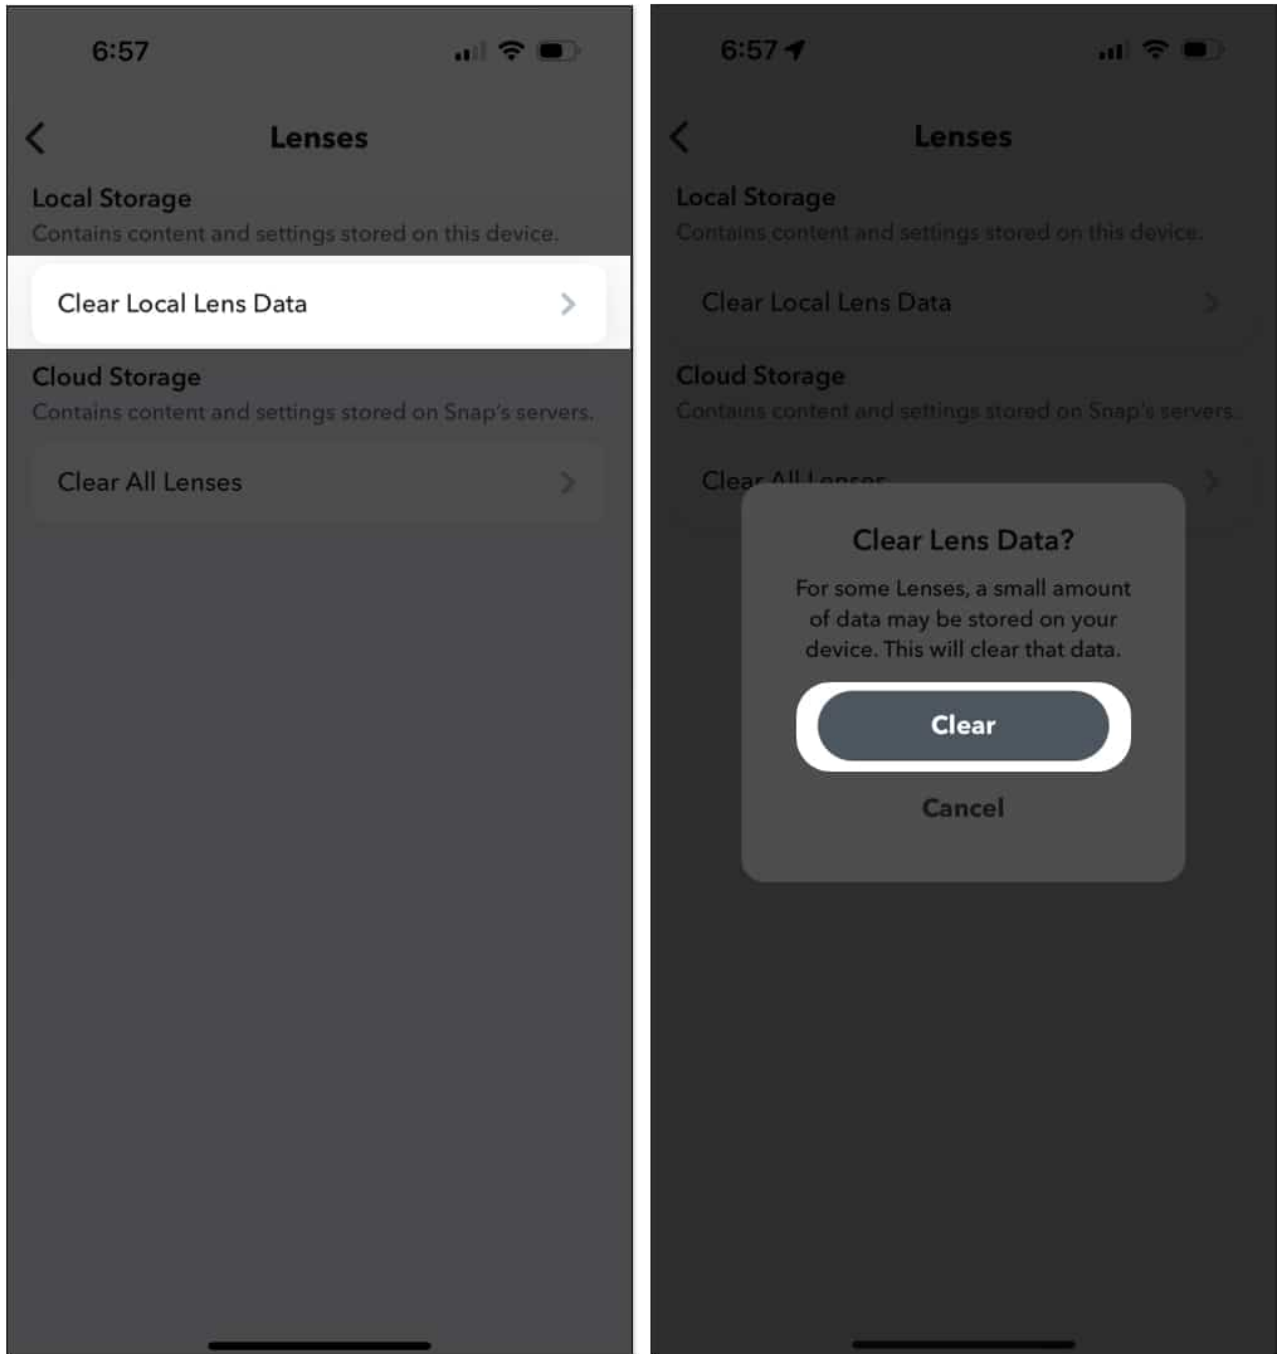 6:57
Lenses
Local Storage
Contains content and settings stored on this device.
Clear Local Lens Data
Cloud Storage
Contains content and settings stored on Snap's servers.
Clear All Lenses
6:57
Lenses
Local Storage
Contains content and settings stored on this device.
Clear Local Lens Data
Cloud Storage
Contains content and settings stored on Snap's servers.
Clear All Lenses
Clear Lens Data?
For some Lenses, a small amount
of data may be stored on your
device. This will clear that data.
Clear
Cancel